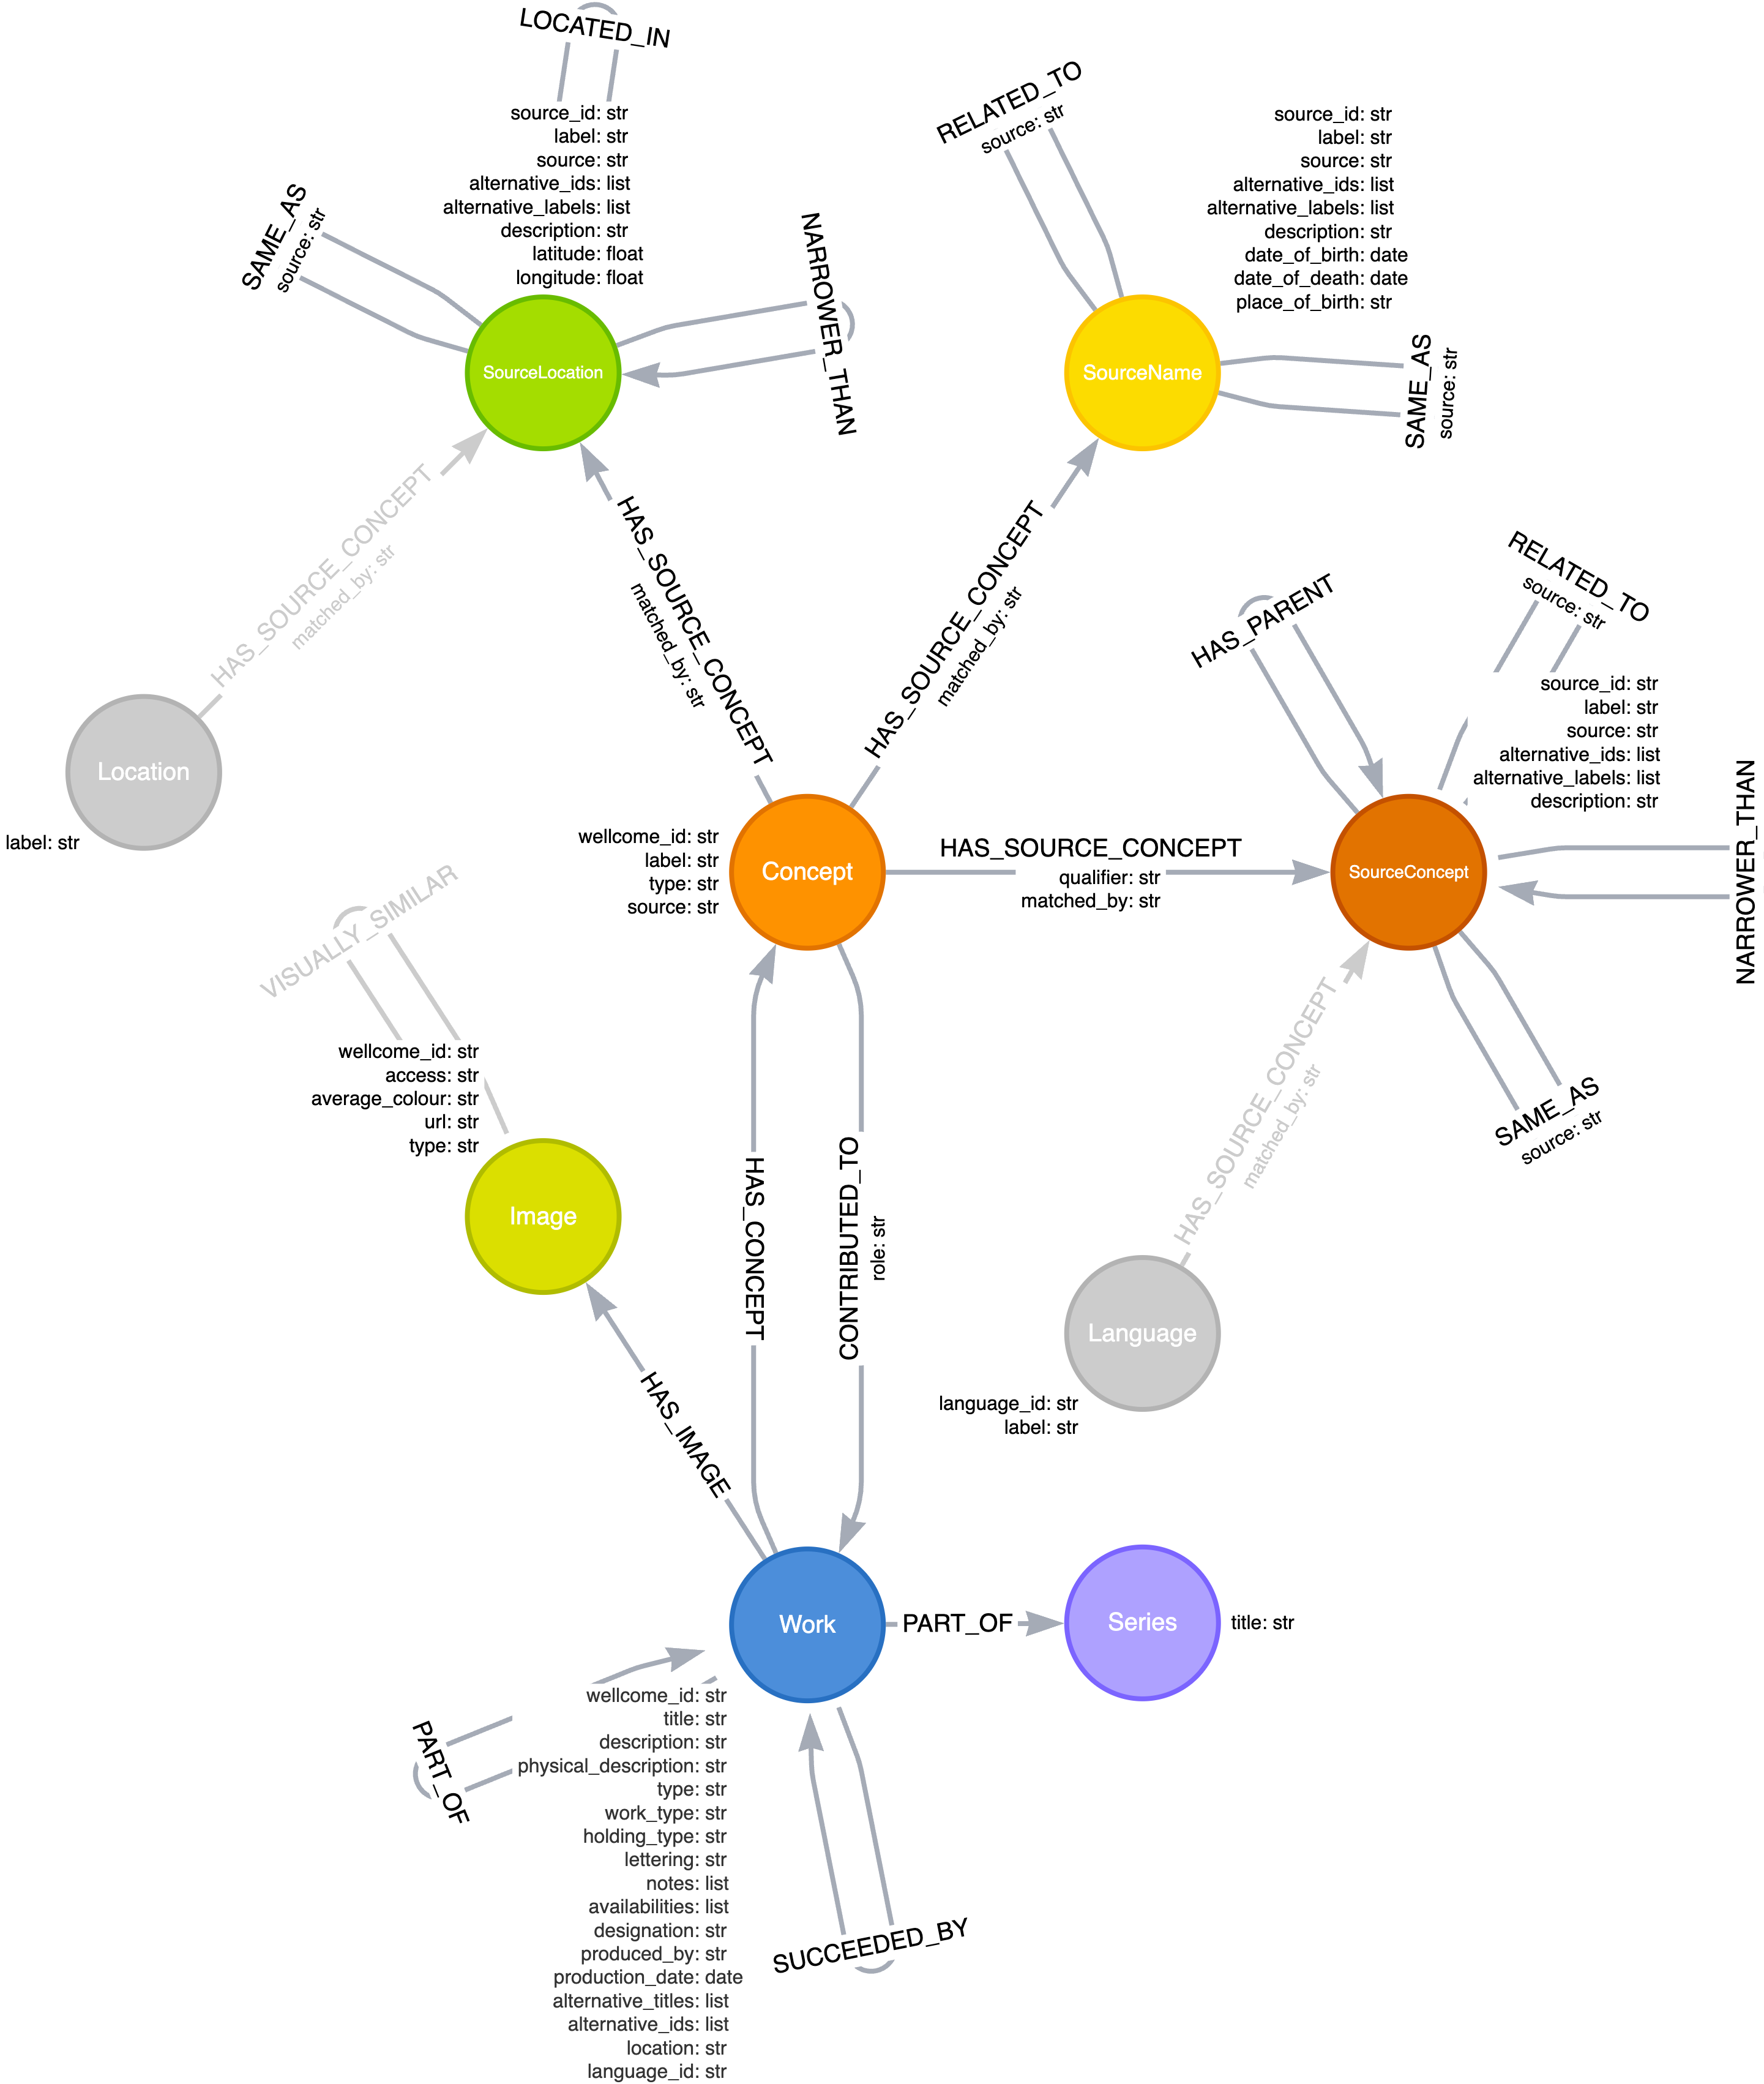 LOCATED_IN
source_id: str
label: str
source: str
alternative_ids: list
alternative_labels: list
description: str
latitude: float
longitude: float
SAME_AS
source: str
NARROWER_THAN
SourceLocation
RELATED_TO
source: str
source_id: str
label: str
source: str
alternative_ids: list
alternative_labels: list
description: str
date_of_birth: date
date_of_death: date
place_of_birth: str
SourceName
SAME_AS
source: str
HAS_SOURCE_CONCEPT
matched_by: str
HAS_SOURCE_CONCEPT
matched_by: str
HAS_SOURCE_CONCEPT
matched_by: str
Location
label: str
HAS_PARENT
RELATED_TO
source: str
source_id: str
label: str
source: str
alternative_ids: list
alternative_labels: list
description: str
NARROWER_THAN
wellcome_id: str
label: str
type: str
source: str
Concept
HAS_SOURCE_CONCEPT
qualifier: str
matched_by: str
SourceConcept
SAME_AS
source: str
VISUALLY_SIMILAR
wellcome_id: str
access: str
average_colour: str
url: str
type: str
Image
HAS_CONCEPT
CONTRIBUTED_TO
role: str
HAS_SOURCE_CONCEPT
matched_by: str
Language
language_id: str
label: str
HAS_IMAGE
Work
PART_OF
Series
title: str
PART_OF
wellcome_id: str
title: str
description: str
physical_description: str
type: str
work_type: str
holding_type: str
lettering: str
notes: list
availabilities: list
designation: str
produced_by: str
production_date: date
alternative_titles: list
alternative_ids: list
location: str
language_id: str
SUCCEEDED_BY